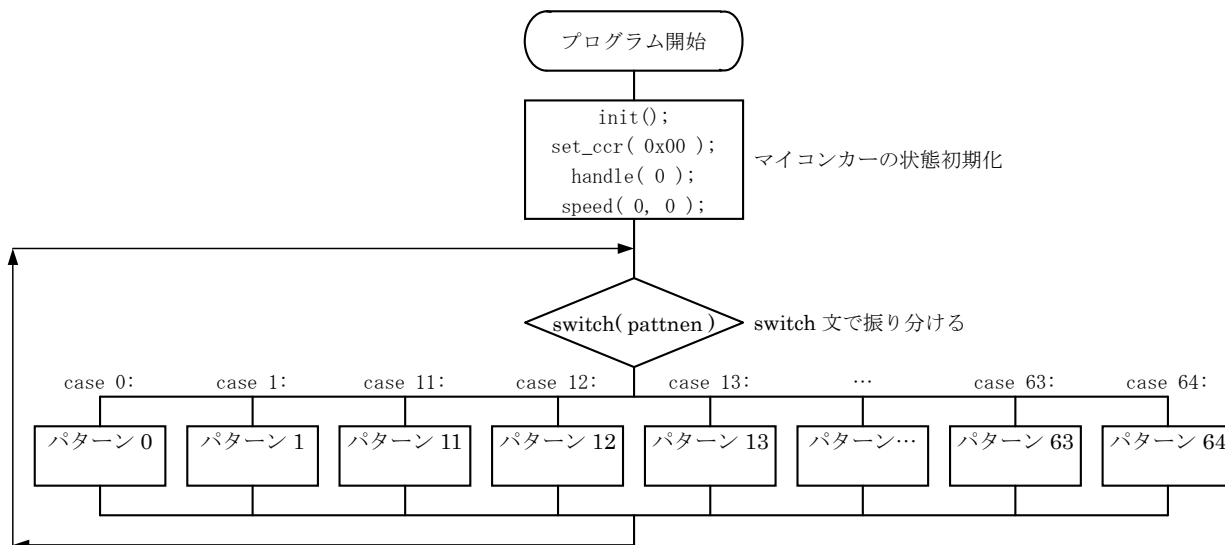 プログラム開始
init();
set_ccr( 0x00 );
handle( 0 );
speed( 0, 0 );
マイコンカーの状態初期化
switch( pattnen )
switch 文で振り分ける
case 0:
case 1:
case 11:
case 12:
case 13:
…
case 63:
case 64:
パターン 0
パターン 1
パターン 11
パターン 12
パターン 13
パターン…
パターン 63
パターン 64